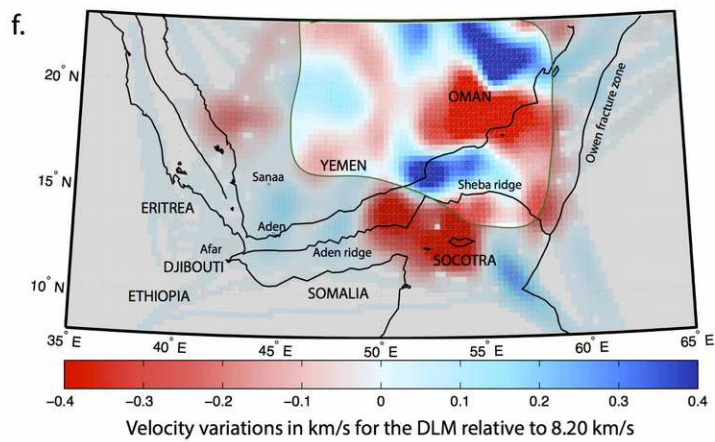 f.
20° N
OMAN
Owen fracture zone
YEMEN
Sanaa
15° N
Sheba ridge
ERITREA
Aden
Afar
Aden ridge
DJIBOUTI
SOCOTRA
10° N
ETHIOPIA
SOMALIA
35° E
40° E
45° E
50° E
55° E
60° E
65° E
−0.4 −0.3 −0.2 −0.1 0 0.1 0.2 0.3 0.4
Velocity variations in km/s for the DLM relative to 8.20 km/s